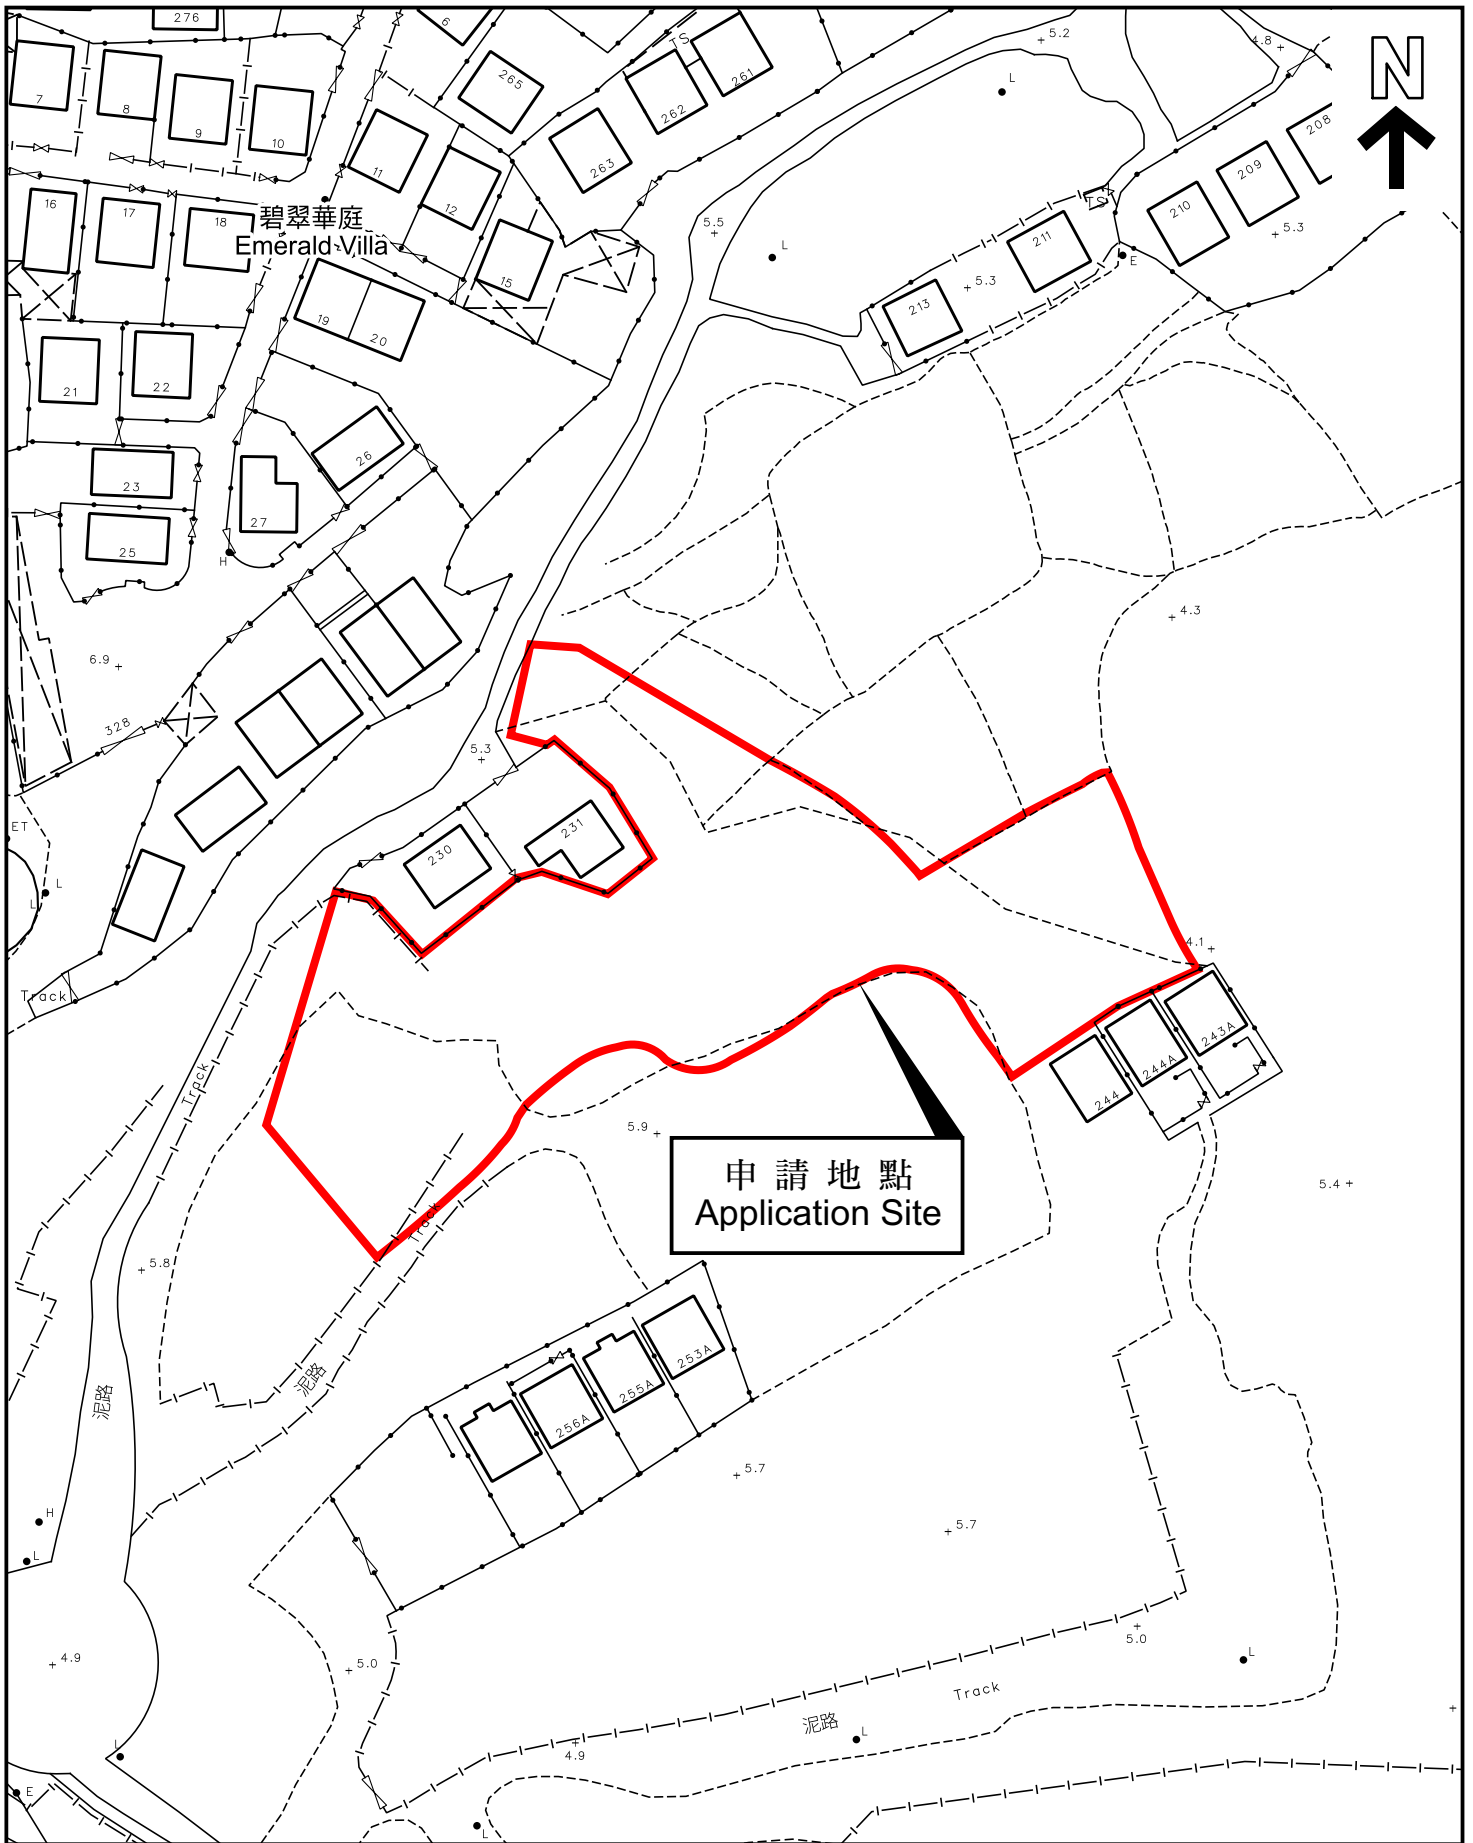 276
6
TS
5.2
4.8
N
7
8
9
10
265
262
261
L
11
263
208
209
16
17
18
12
210
TS
碧翠華庭
Emerald Villa
5.5
L
211
5.3
E
15
5.3
19
20
213
21
22
26
23
27
25
H
4.3
6.9
328
5.3
ET
231
230
L
L
4.1
Track
243A
244A
244
Track
5.9
申請地點
Application Site
5.4
Track
5.8
253A
泥路
255A
泥路
256A
5.7
H
5.7
L
4.9
5.0
5.0
L
Track
泥路
L
L
4.9
E
L